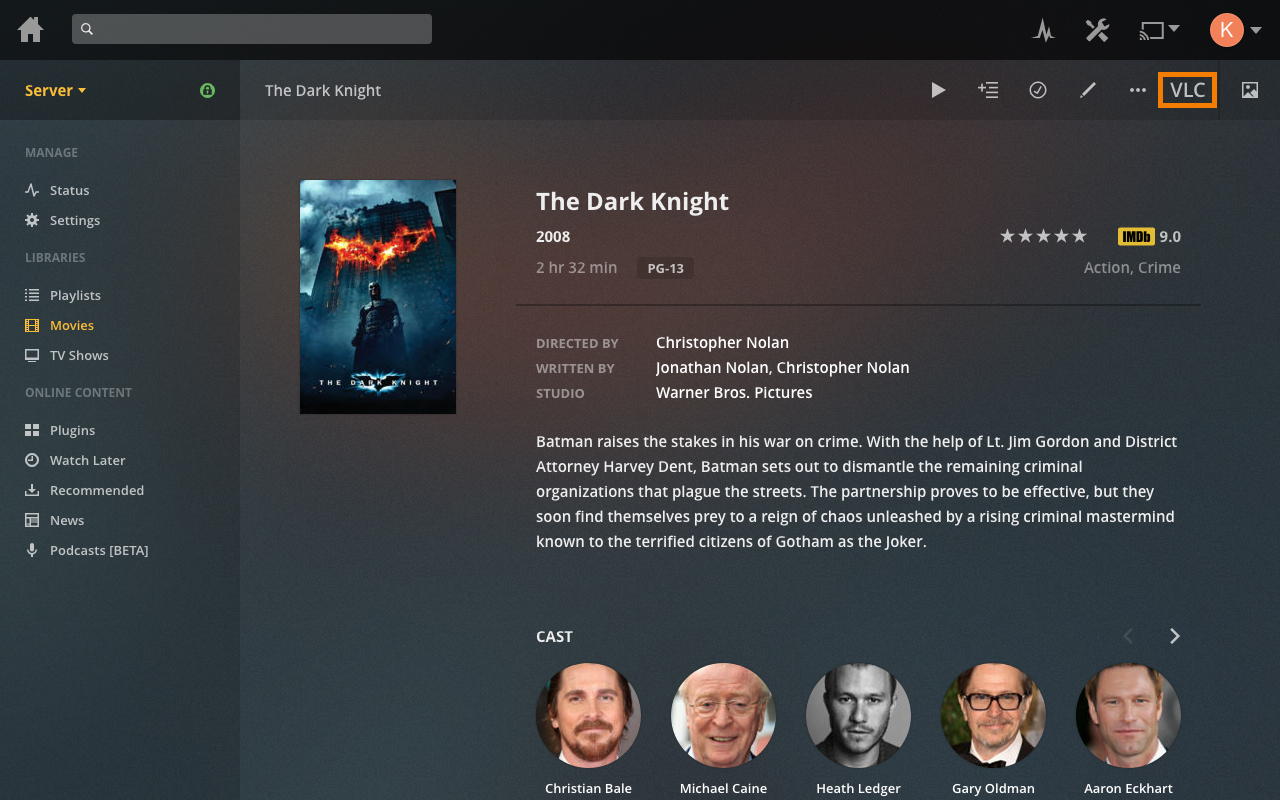 K
Server
The Dark Knight
VLC
MANAGE
Status
Settings
LIBRARIES
Playlists
Movies
TV Shows
ONLINE CONTENT
Plugins
Watch Later
Recommended
News
Podcasts [BETA]
THE DARK KNIGHT
The Dark Knight
2008
IMDb 9.0
2 hr 32 min PG-13
Action, Crime
DIRECTED BY Christopher Nolan
WRITTEN BY Jonathan Nolan, Christopher Nolan
STUDIO Warner Bros. Pictures
Batman raises the stakes in his war on crime. With the help of Lt. Jim Gordon and District
Attorney Harvey Dent, Batman sets out to dismantle the remaining criminal
organizations that plague the streets. The partnership proves to be effective, but they
soon find themselves prey to a reign of chaos unleashed by a rising criminal mastermind
known to the terrified citizens of Gotham as the Joker.
CAST
Christian Bale
Michael Caine
Heath Ledger
Gary Oldman
Aaron Eckhart